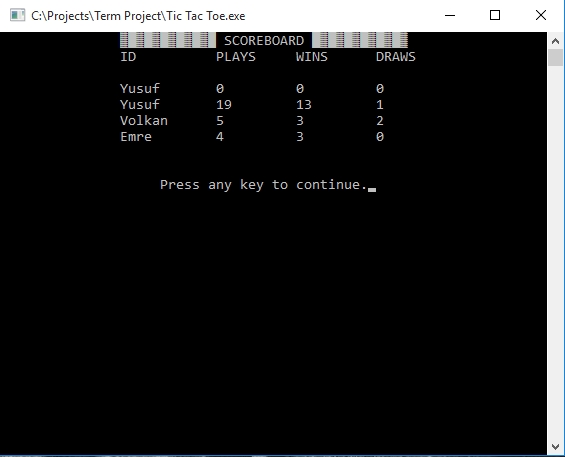 C:\Projects\Term Project\Tic Tac Toe.exe
SCOREBOARD
ID PLAYS WINS DRAWS
Yusuf 0 0 0
Yusuf 19 13 1
Volkan 5 3 2
Emre 4 3 0
Press any key to continue.